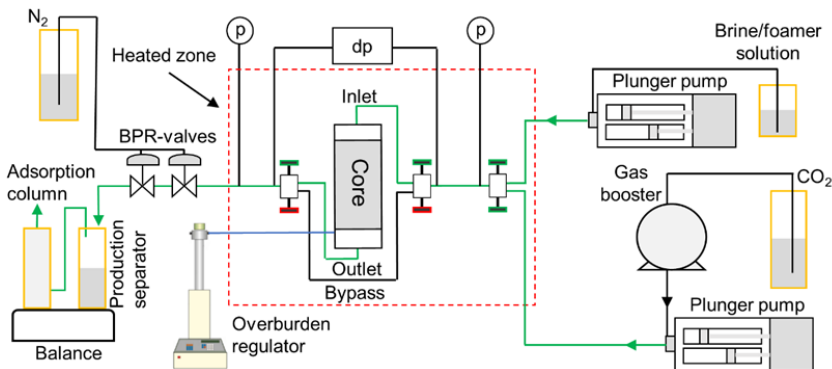 N₂
p
dp
p
Brine/foamer
solution
Heated zone
Plunger pump
Inlet
BPR-valves
Adsorption
column
Core
Gas
booster
CO₂
Production
separator
Outlet
Bypass
Plunger pump
Overburden
regulator
Balance